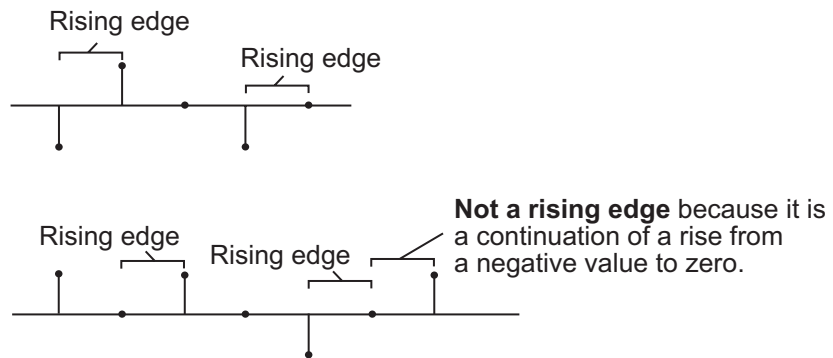 Rising edge
Rising edge
Not a rising edge because it is
a continuation of a rise from
a negative value to zero.
Rising edge
Rising edge